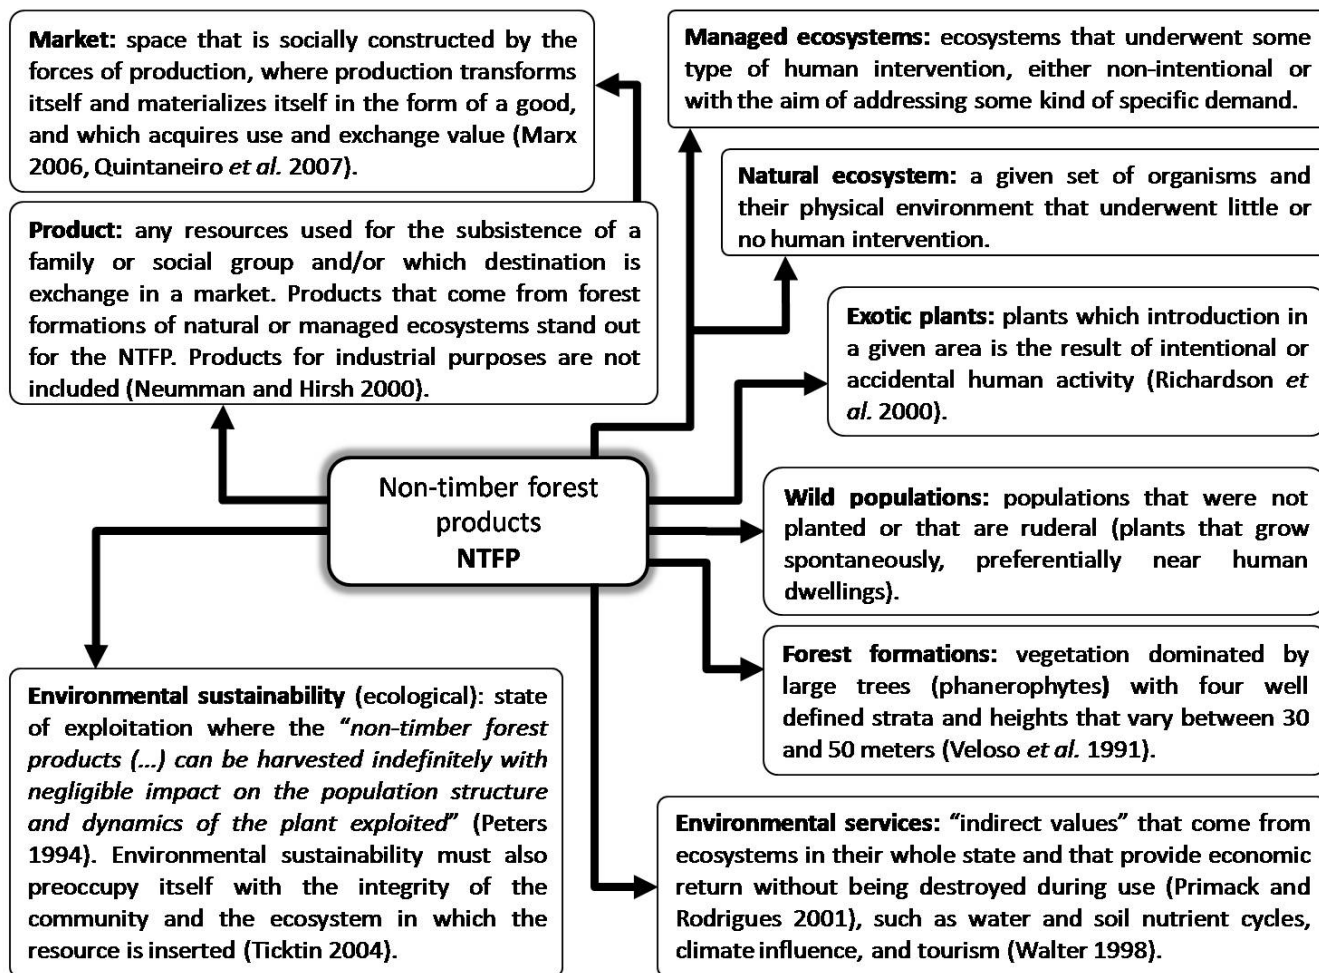 Market: space that is socially constructed by the
forces of production, where production transforms
itself and materializes itself in the form of a good,
and which acquires use and exchange value (Marx
2006, Quintaneiro et al. 2007).
Product: any resources used for the subsistence of a
family or social group and/or which destination is
exchange in a market. Products that come from forest
formations of natural or managed ecosystems stand out
for the NTFP. Products for industrial purposes are not
included (Neumman and Hirsh 2000).
Managed ecosystems: ecosystems that underwent some
type of human intervention, either non-intentional or
with the aim of addressing some kind of specific demand.
Natural ecosystem: a given set of organisms and
their physical environment that underwent little or
no human intervention.
Exotic plants: plants which introduction in
a given area is the result of intentional or
accidental human activity (Richardson et
al. 2000).
Non-timber forest
products
NTFP
Wild populations: populations that were not
planted or that are ruderal (plants that grow
spontaneously, preferentially near human
dwellings).
Forest formations: vegetation dominated by
large trees (phanerophytes) with four well
defined strata and heights that vary between 30
and 50 meters (Veloso et al. 1991).
Environmental sustainability (ecological): state
of exploitation where the “non-timber forest
products (...) can be harvested indefinitely with
negligible impact on the population structure
and dynamics of the plant exploited” (Peters
1994). Environmental sustainability must also
preoccupy itself with the integrity of the
community and the ecosystem in which the
resource is inserted (Ticktin 2004).
Environmental services: “indirect values” that come from
ecosystems in their whole state and that provide economic
return without being destroyed during use (Primack and
Rodrigues 2001), such as water and soil nutrient cycles,
climate influence, and tourism (Walter 1998).